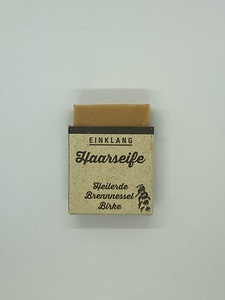 EINKLANG
Haarseife
Heilerde
Brennnessel
Birke